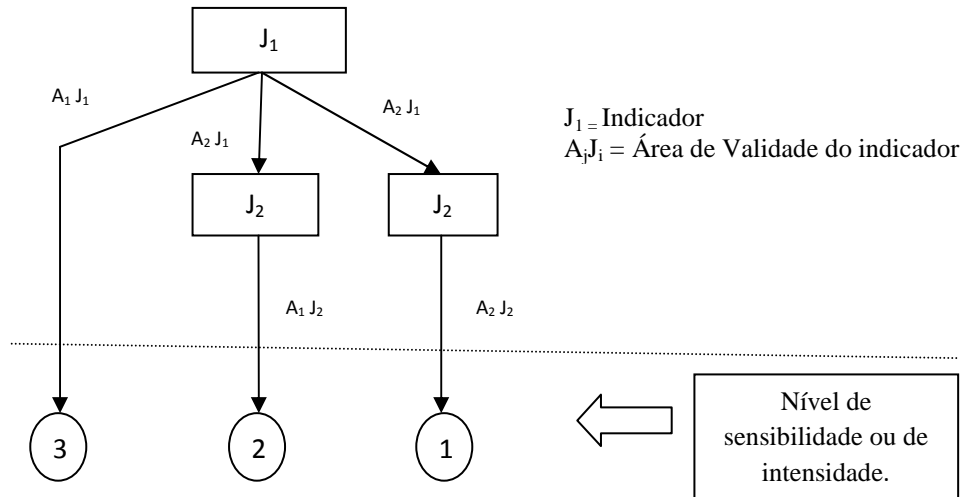 J₁
A₁ J₁
A₂ J₁
A₂ J₁
J₁ = Indicador
AⱼJᵢ = Área de Validade do indicador
J₂
J₂
A₁ J₂
A₂ J₂
3
2
1
Nível de
sensibilidade ou de
intensidade.